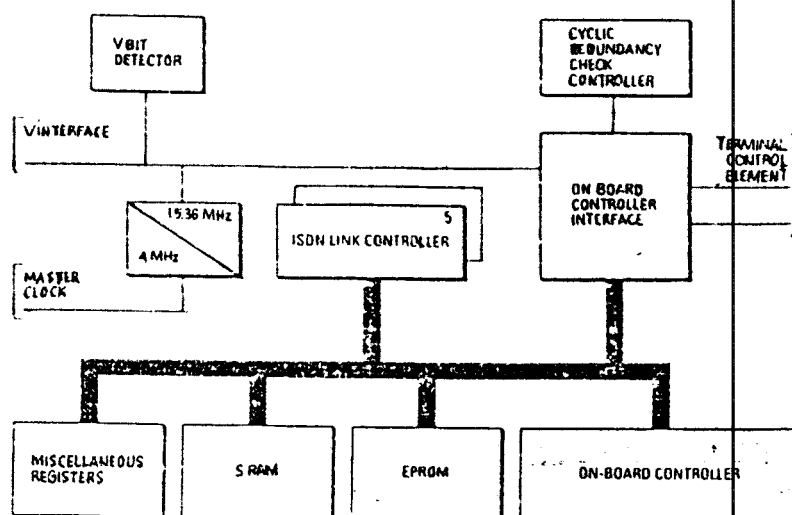 V BIT
DETECTOR
CYCLIC
REDUNDANCY
CHECK
CONTROLLER
V INTERFACE
TERMINAL
CONTROL
ELEMENT
15.36 MHz
4 MHz
5
ISDN LINK CONTROLLER
ON BOARD
CONTROLLER
INTERFACE
MASTER
CLOCK
MISCELLANEOUS
REGISTERS
S RAM
EPROM
ON-BOARD CONTROLLER